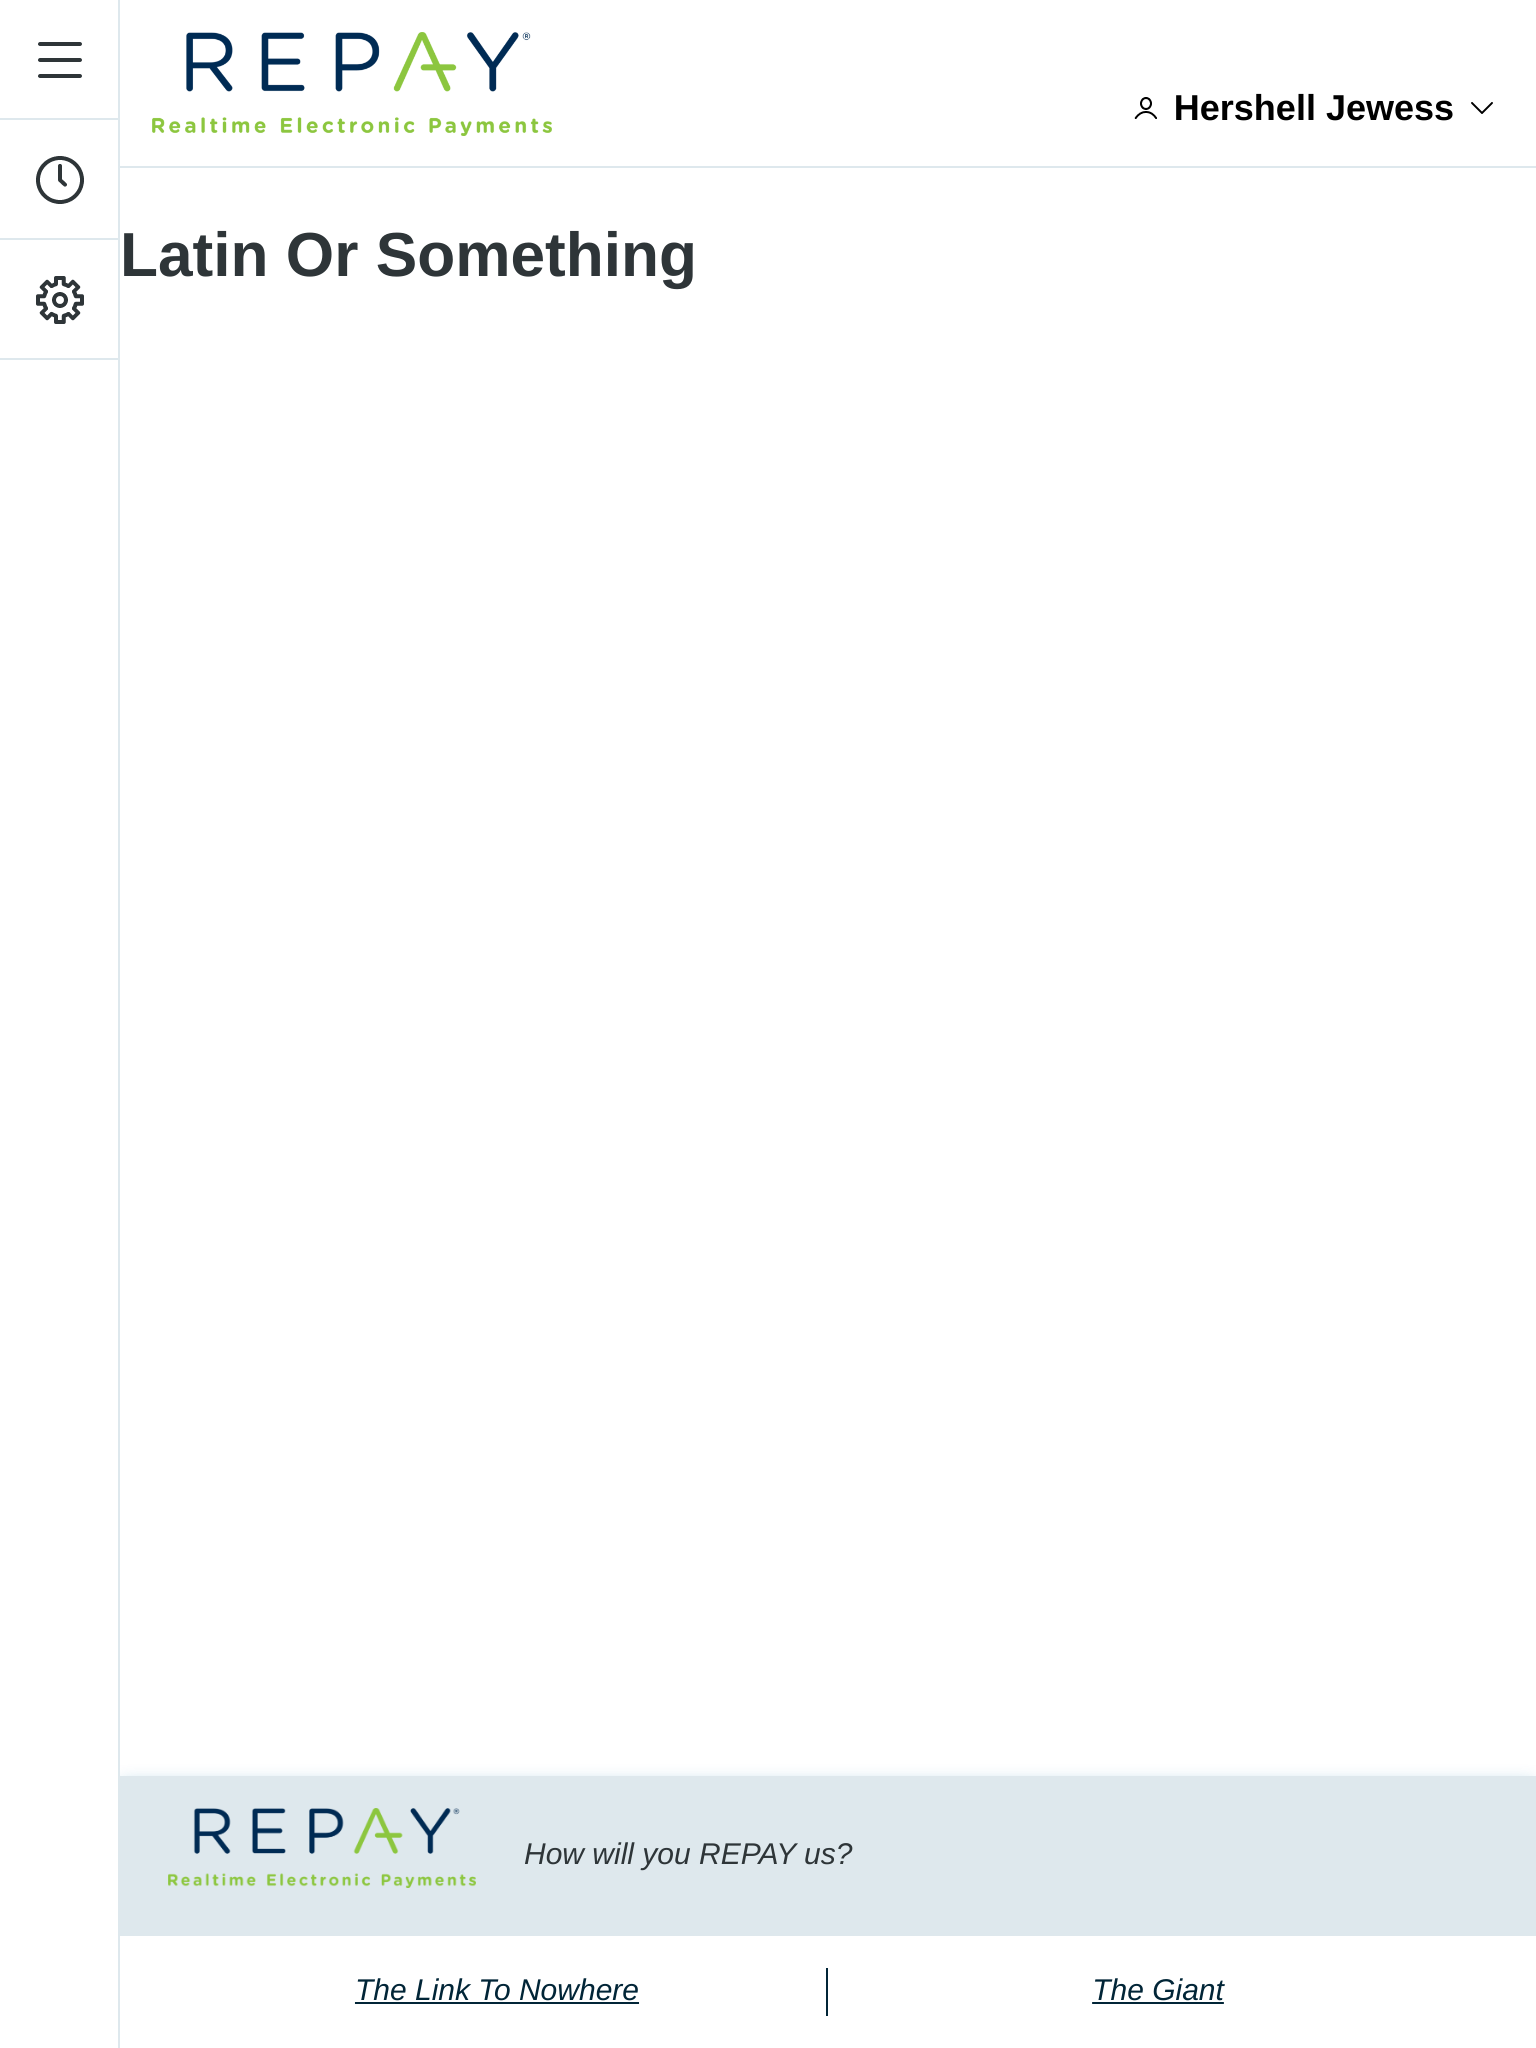 REPAY®
Realtime Electronic Payments
Hershell Jewess
Latin Or Something
REPAY®
Realtime Electronic Payments
How will you REPAY us?
The Link To Nowhere
The Giant